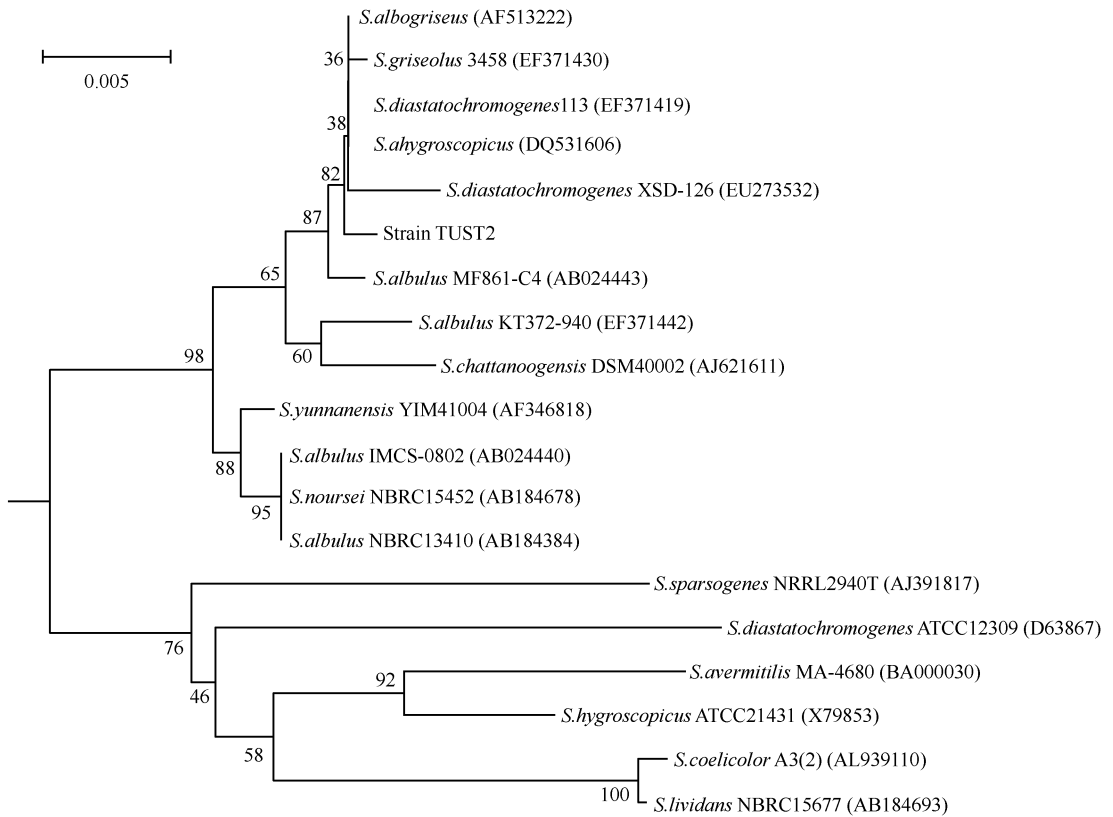 S.albogriseus (AF513222)
36
S.griseolus 3458 (EF371430)
0.005
S.diastatochromogenes113 (EF371419)
38
S.ahygroscopicus (DQ531606)
82
S.diastatochromogenes XSD-126 (EU273532)
87
Strain TUST2
65
S.albulus MF861-C4 (AB024443)
S.albulus KT372-940 (EF371442)
60
98
S.chattanoogensis DSM40002 (AJ621611)
S.yunnanensis YIM41004 (AF346818)
S.albulus IMCS-0802 (AB024440)
88
S.noursei NBRC15452 (AB184678)
95
S.albulus NBRC13410 (AB184384)
S.sparsogenes NRRL2940T (AJ391817)
S.diastatochromogenes ATCC12309 (D63867)
76
S.avermitilis MA-4680 (BA000030)
92
46
S.hygroscopicus ATCC21431 (X79853)
58
S.coelicolor A3(2) (AL939110)
100
S.lividans NBRC15677 (AB184693)